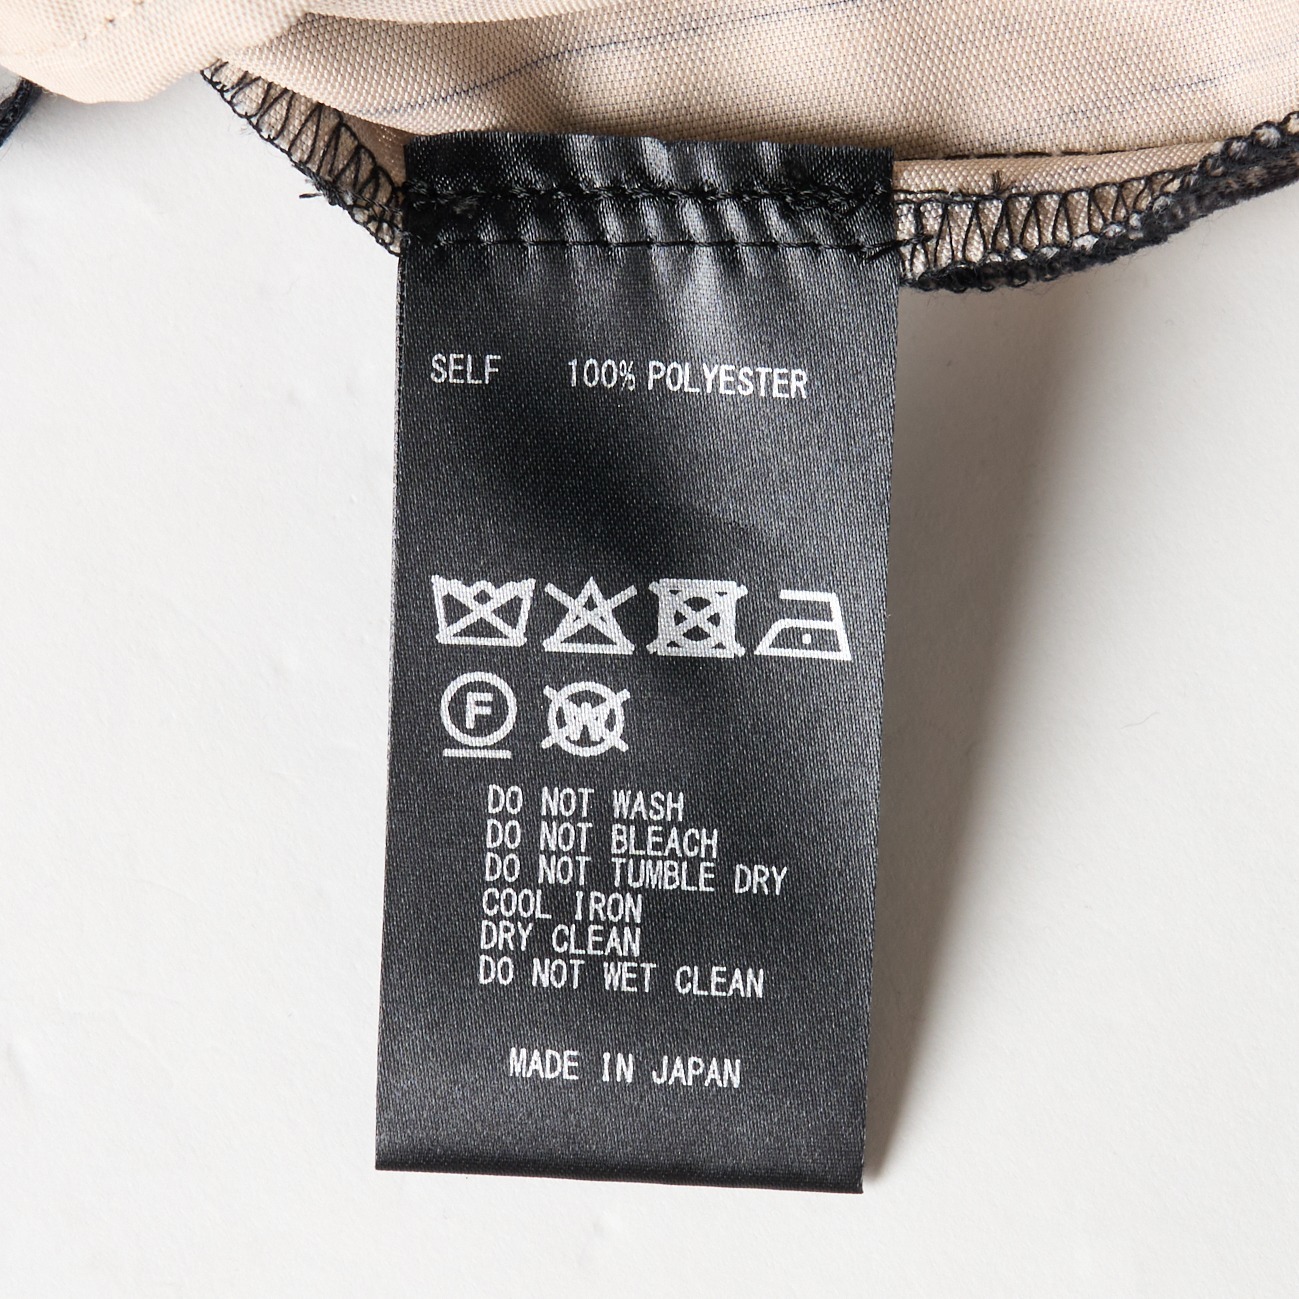 SELF 100% POLYESTER
F W
DO NOT WASH
DO NOT BLEACH
DO NOT TUMBLE DRY
COOL IRON
DRY CLEAN
DO NOT WET CLEAN
MADE IN JAPAN